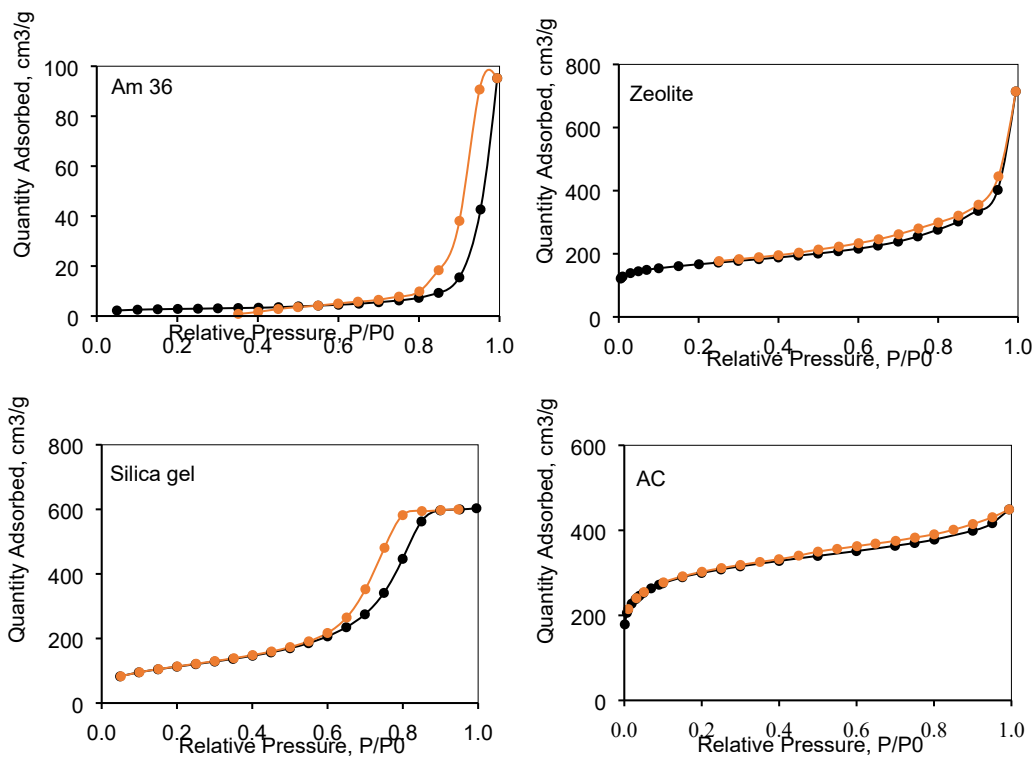 Quantity Adsorbed, cm3/g
Am 36
100
80
60
40
20
0
0.0 0.2 0.4 0.6 0.8 1.0
Relative Pressure, P/P0
Quantity Adsorbed, cm3/g
Zeolite
800
600
400
200
0
0.0 0.2 0.4 0.6 0.8 1.0
Relative Pressure, P/P0
Quantity Adsorbed, cm3/g
Silica gel
800
600
400
200
0
0.0 0.2 0.4 0.6 0.8 1.0
Relative Pressure, P/P0
Quantity Adsorbed, cm3/g
AC
600
400
200
0
0.0 0.2 0.4 0.6 0.8 1.0
Relative Pressure, P/P0